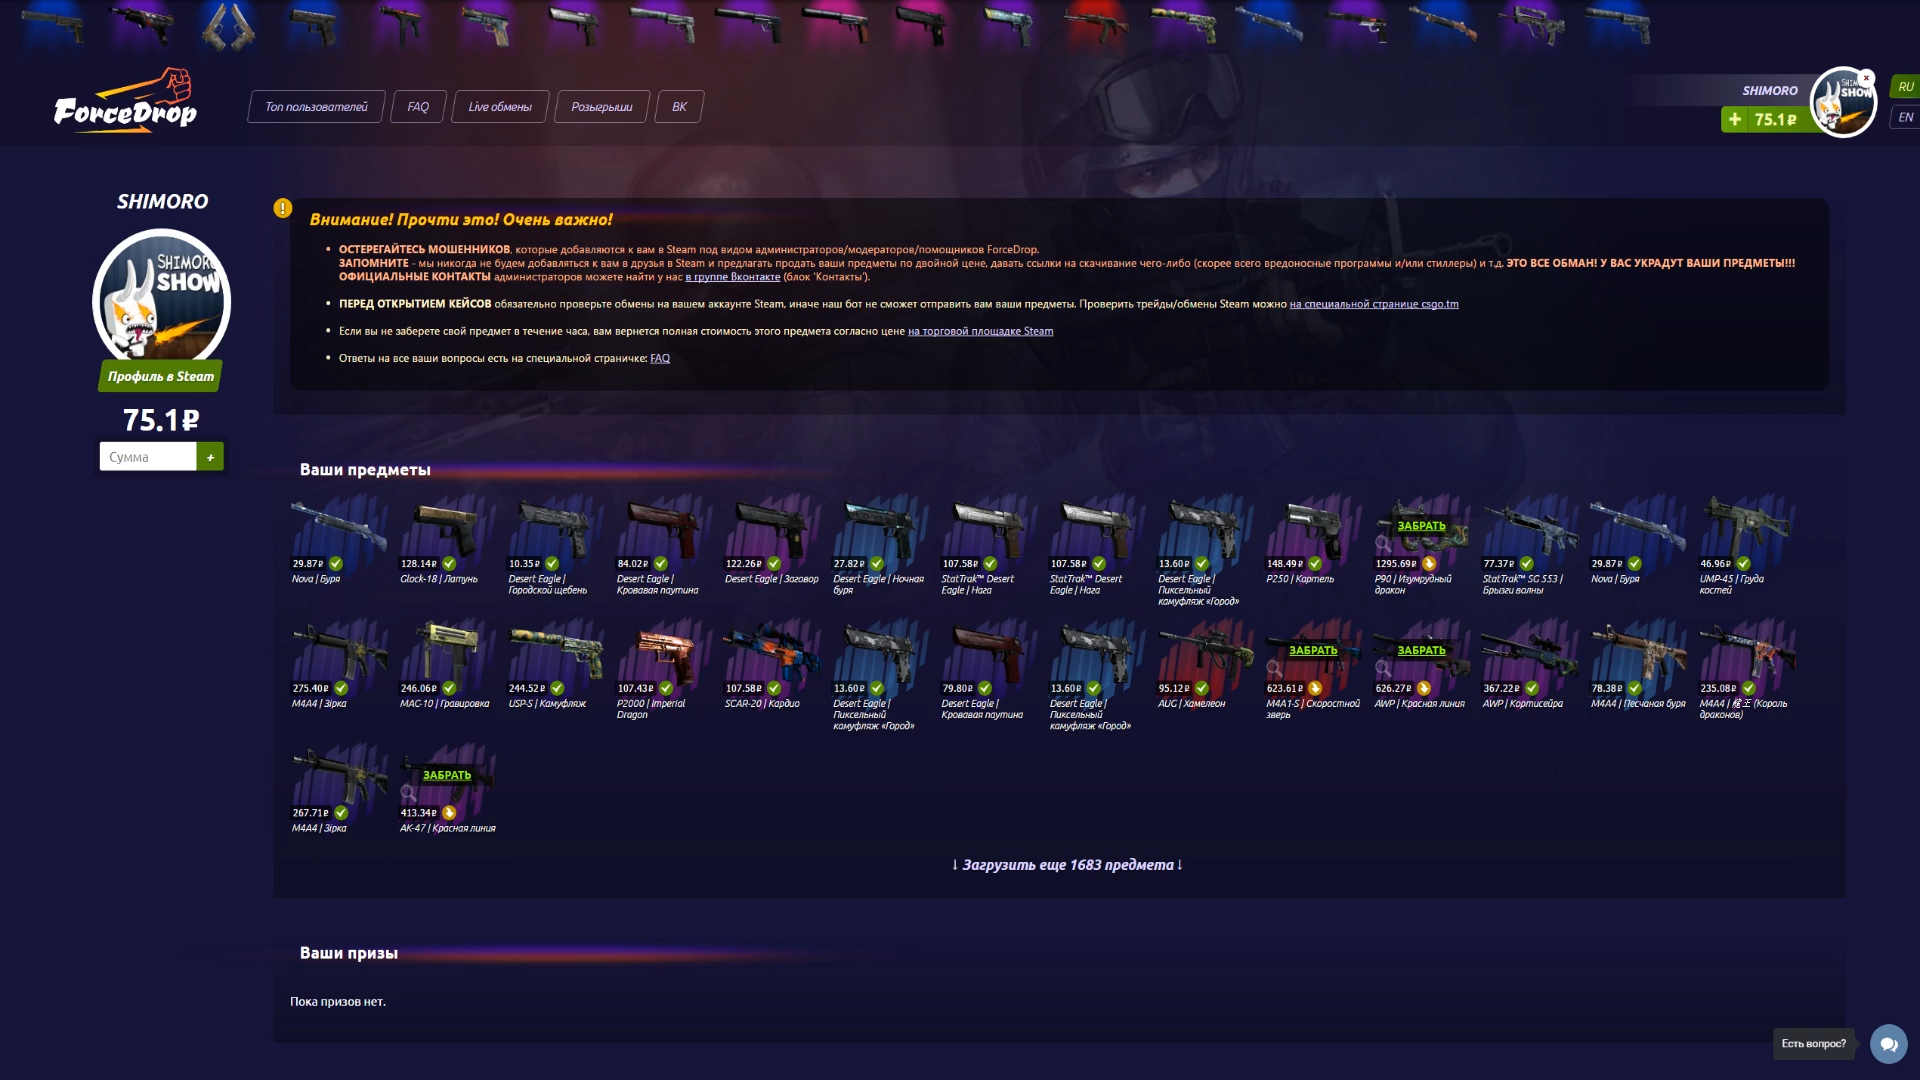 ForceDrop
Топ пользователей
FAQ
Live обмены
Розыгрыши
ВК
SHIMORO
75.1₽
SHOW
RU
EN
SHIMORO
SHIMORO
SHOW
Профиль в Steam
75.1₽
Сумма
+
Внимание! Прочти это! Очень важно!
ОСТЕРЕГАЙТЕСЬ МОШЕННИКОВ, которые добавляются к вам в Steam под видом администраторов/модераторов/помощников ForceDrop.
ЗАПОМНИТЕ - мы никогда не будем добавляться к вам в друзья в Steam и предлагать продать ваши предметы по двойной цене, давать ссылки на скачивание чего-либо (скорее всего вредоносные программы и/или стиллеры) и т.д. ЭТО ВСЕ ОБМАН! У ВАС УКРАДУТ ВАШИ ПРЕДМЕТЫ!!!
ОФИЦИАЛЬНЫЕ КОНТАКТЫ администраторов можете найти у нас в группе Вконтакте (блок 'Контакты').
ПЕРЕД ОТКРЫТИЕМ КЕЙСОВ обязательно проверьте обмены на вашем аккаунте Steam, иначе наш бот не сможет отправить вам ваши предметы. Проверить трейды/обмены Steam можно на специальной странице csgo.tm
Если вы не заберете свой предмет в течение часа, вам вернется полная стоимость этого предмета согласно цене на торговой площадке Steam
Ответы на все ваши вопросы есть на специальной страничке: FAQ
Ваши предметы
29.87₽
Nova | Буря
128.14₽
Glock-18 | Латунь
10.35₽
Desert Eagle |
Городской щебень
84.02₽
Desert Eagle |
Кровавая паутина
122.26₽
Desert Eagle | Заговор
27.82₽
Desert Eagle | Ночная
буря
107.58₽
StatTrak™ Desert
Eagle | Нага
107.58₽
StatTrak™ Desert
Eagle | Нага
13.60₽
Desert Eagle |
Пиксельный
камуфляж «Город»
148.49₽
P250 | Картель
ЗАБРАТЬ
1295.69₽
P90 | Изумрудный
дракон
77.37₽
StatTrak™ SG 553 |
Брызги волны
29.87₽
Nova | Буря
46.96₽
UMP-45 | Груда
костей
275.40₽
M4A4 | Зірка
246.06₽
MAC-10 | Гравировка
244.52₽
USP-S | Камуфляж
107.43₽
P2000 | Imperial
Dragon
107.58₽
SCAR-20 | Кардио
13.60₽
Desert Eagle |
Пиксельный
камуфляж «Город»
79.80₽
Desert Eagle |
Кровавая паутина
13.60₽
Desert Eagle |
Пиксельный
камуфляж «Город»
95.12₽
AUG | Хамелеон
ЗАБРАТЬ
623.61₽
M4A1-S | Скоростной
зверь
ЗАБРАТЬ
626.27₽
AWP | Красная линия
367.22₽
AWP | Кортисейра
78.38₽
M4A4 | Песчаная буря
235.08₽
M4A4 | 龍王 (Король
драконов)
267.71₽
M4A4 | Зірка
ЗАБРАТЬ
413.34₽
AK-47 | Красная линия
↓ Загрузить еще 1683 предмета ↓
Ваши призы
Пока призов нет.
Есть вопрос?